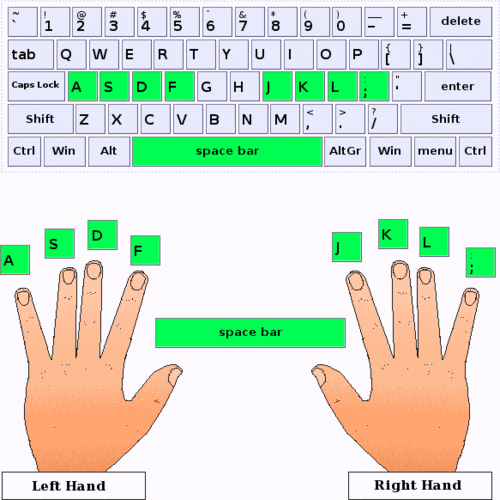 ~ ! @ # $ % ^ & * ( ) __ + delete
` 1 2 3 4 5 6 7 8 9 0 - =
tab Q W E R T Y U I O P { [ } ] | \
Caps Lock A S D F G H J K L : ; " ' enter
Shift Z X C V B N M < , > . ? / Shift
Ctrl Win Alt space bar AltGr Win menu Ctrl
A S D F J K L ;
space bar
Left Hand Right Hand